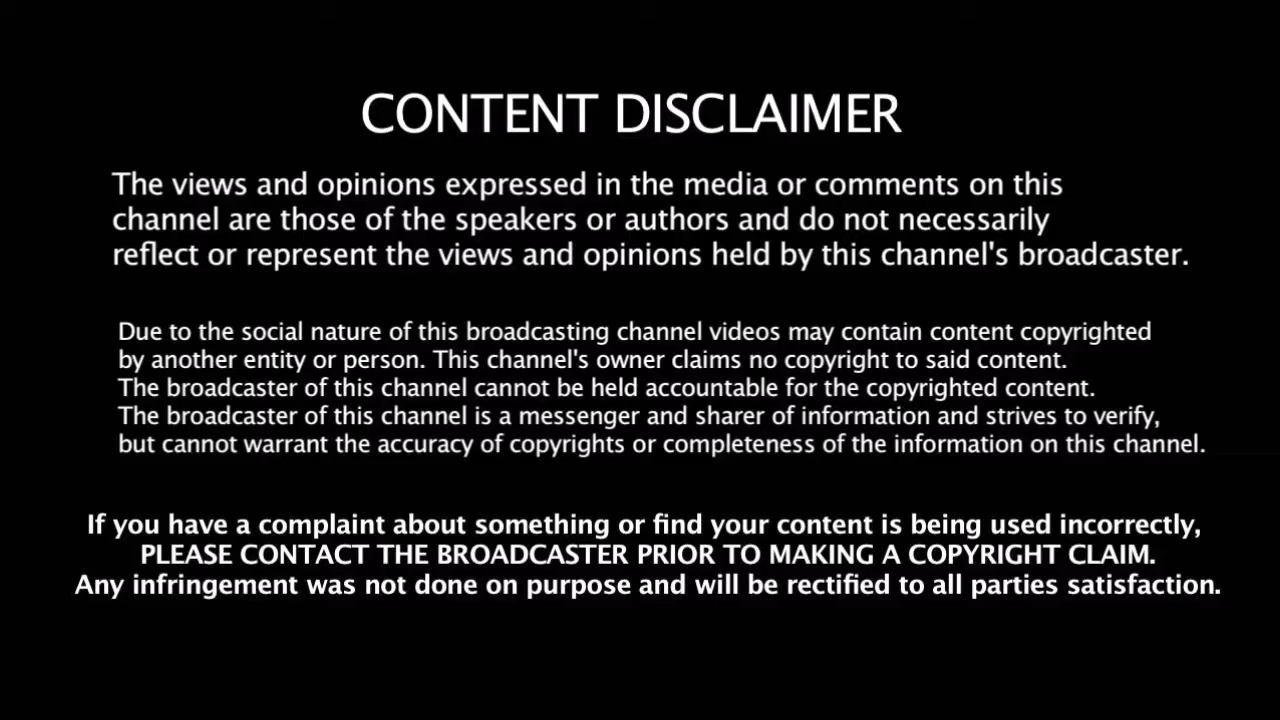 CONTENT DISCLAIMER
The views and opinions expressed in the media or comments on this
channel are those of the speakers or authors and do not necessarily
reflect or represent the views and opinions held by this channel's broadcaster.
Due to the social nature of this broadcasting channel videos may contain content copyrighted
by another entity or person. This channel's owner claims no copyright to said content.
The broadcaster of this channel cannot be held accountable for the copyrighted content.
The broadcaster of this channel is a messenger and sharer of information and strives to verify,
but cannot warrant the accuracy of copyrights or completeness of the information on this channel.
If you have a complaint about something or find your content is being used incorrectly,
PLEASE CONTACT THE BROADCASTER PRIOR TO MAKING A COPYRIGHT CLAIM.
Any infringement was not done on purpose and will be rectified to all parties satisfaction.